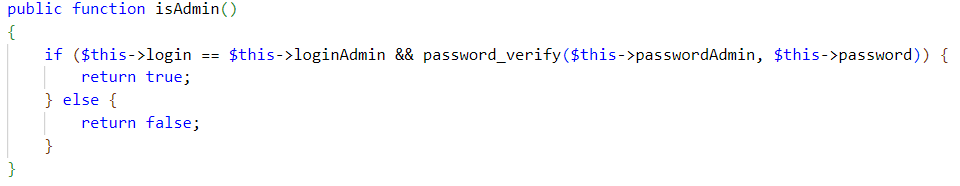 public function isAdmin()
{
    if ($this->login == $this->loginAdmin && password_verify($this->passwordAdmin, $this->password)) {
        return true;
    } else {
        return false;
    }
}